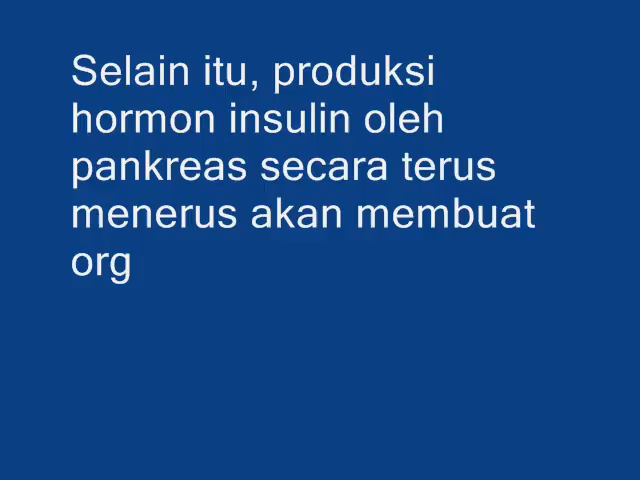 Selain itu, produksi
hormon insulin oleh
pankreas secara terus
menerus akan membuat
org